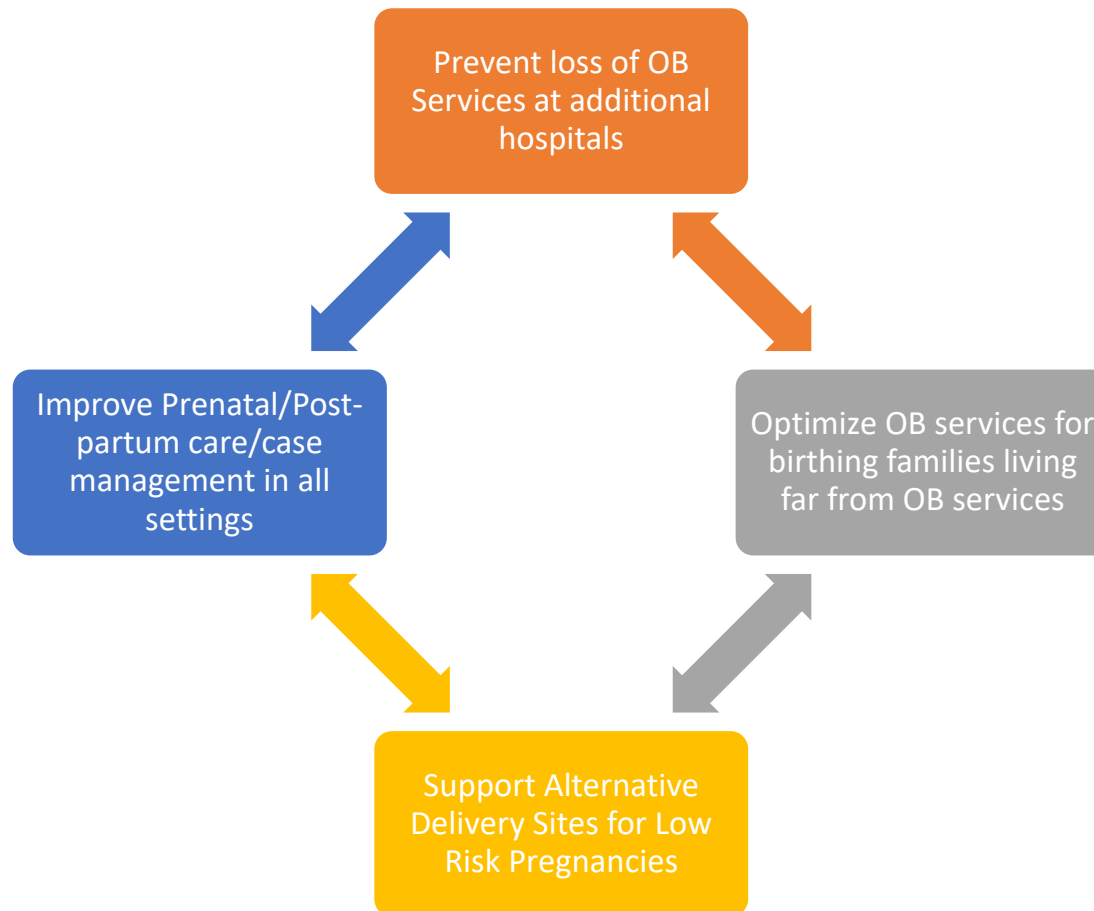 Prevent loss of OB
Services at additional
hospitals
Improve Prenatal/Post-
partum care/case
management in all
settings
Optimize OB services for
birthing families living
far from OB services
Support Alternative
Delivery Sites for Low
Risk Pregnancies